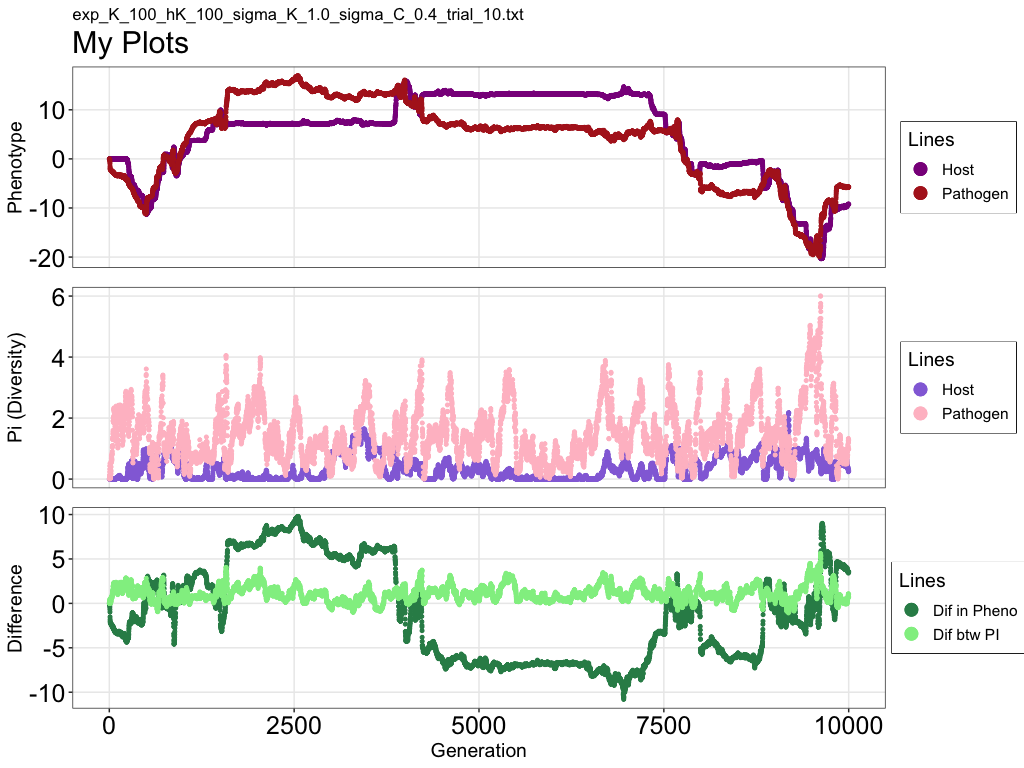 exp_K_100_hK_100_sigma_K_1.0_sigma_C_0.4_trial_10.txt
My Plots
Phenotype
10
0
-10
-20
Lines
Host
Pathogen
Pi (Diversity)
6
4
2
0
Lines
Host
Pathogen
Difference
10
5
0
-5
-10
Lines
Dif in Pheno
Dif btw PI
0 2500 5000 7500 10000
Generation